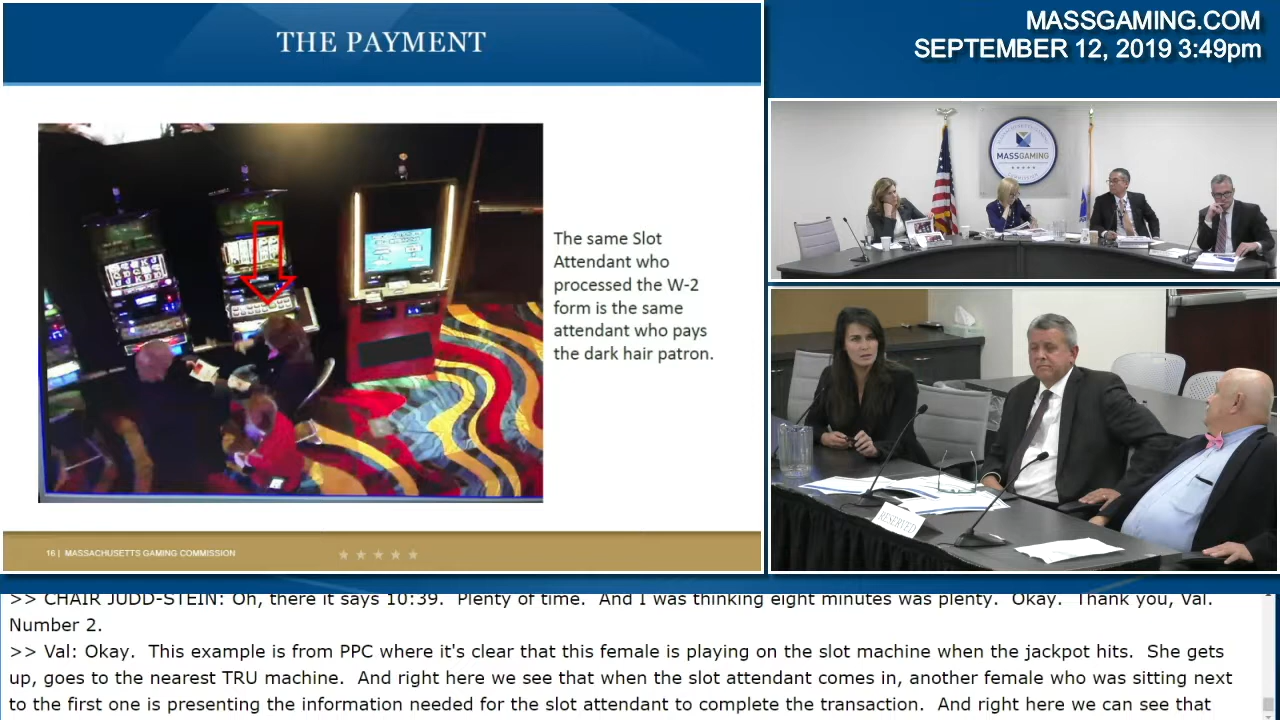 THE PAYMENT
The same Slot
Attendant who
processed the W-2
form is the same
attendant who pays
the dark hair patron.
16 | MASSACHUSETTS GAMING COMMISSION
MASSGAMING.COM
SEPTEMBER 12, 2019 3:49pm
MASSGAMING
RESERVED
>> CHAIR JUDD-STEIN: Oh, there it says 10:39.  Plenty of time.  And I was thinking eight minutes was plenty.  Okay.  Thank you, Val.
Number 2.
>> Val: Okay.  This example is from PPC where it's clear that this female is playing on the slot machine when the jackpot hits.  She gets
up, goes to the nearest TRU machine.  And right here we see that when the slot attendant comes in, another female who was sitting next
to the first one is presenting the information needed for the slot attendant to complete the transaction.  And right here we can see that